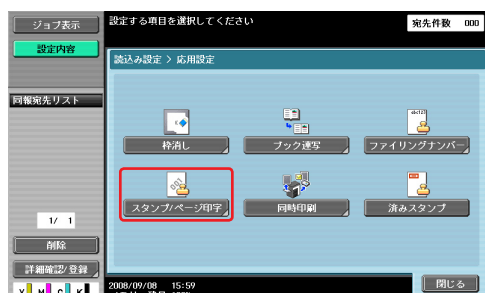 ジョブ表示
設定する項目を選択してください
宛先件数 000
設定内容
読込み設定 > 応用設定
同報宛先リスト
枠消し
ブック連写
ファイリングナンバー
スタンプ/ページ印字
同時印刷
済みスタンプ
1/ 1
削除
詳細確認/登録
2008/09/08 15:59
閉じる
Y M C K